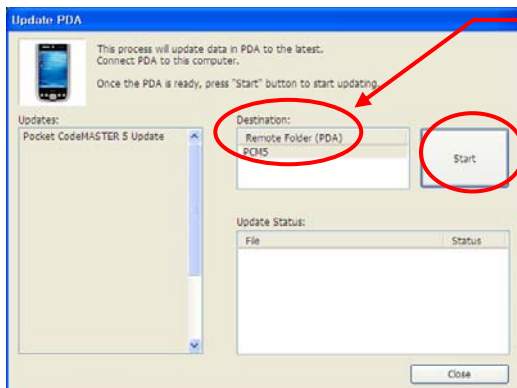 Update PDA
This process will update data in PDA to the latest.
Connect PDA to this computer.
Once the PDA is ready, press "Start" button to start updating.
Updates:
Pocket CodeMASTER 5 Update
Destination:
Remote Folder (PDA)
PCM5
Start
Update Status:
File Status
Close